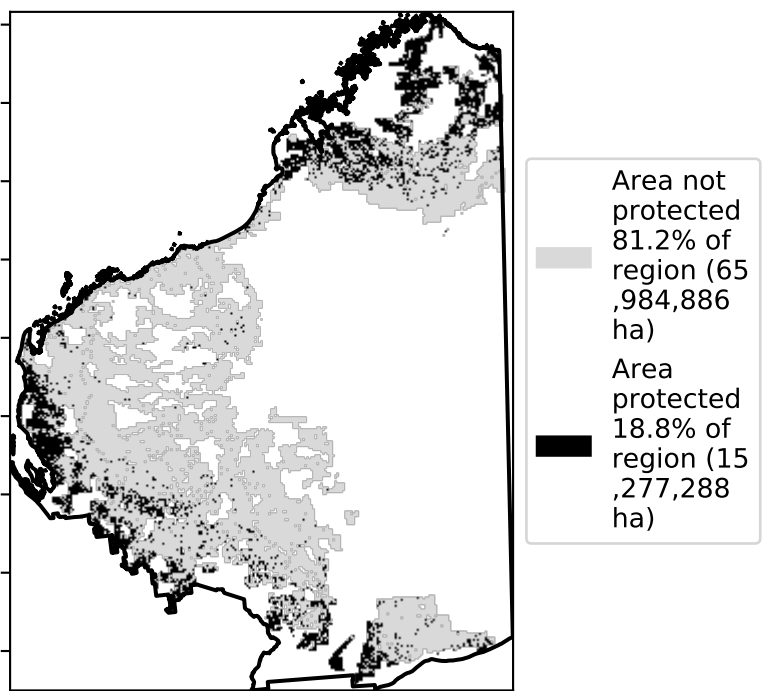 Area not
protected
81.2% of
region (65
,984,886
ha)
Area
protected
18.8% of
region (15
,277,288
ha)